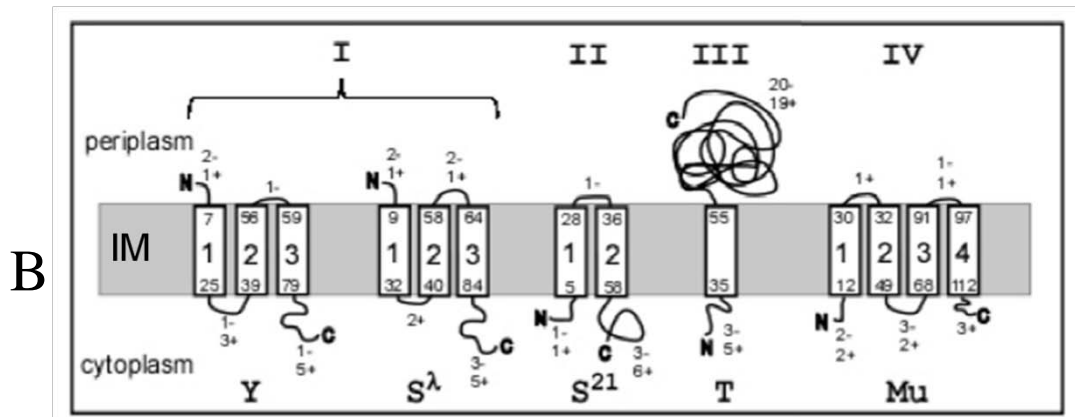 I II III IV
20-
19+
C
periplasm
2-
1+
N
1-
2-
1+
N
2-
1+
1-
1+
1-
1+
7 56 59 9 58 64 28 36 55 30 32 91 97
B
IM
1 2 3 1 2 3 1 2 1 2 3 4
25 39 79 32 40 84 5 58 35 12 49 68 112
1-
3+
C
1-
5+
2+
C
3-
5+
N
1-
1+
C
3-
6+
N
3-
5+
N
2-
2+
3-
2+
3+
C
cytoplasm
Y Sλ S21 T Mu